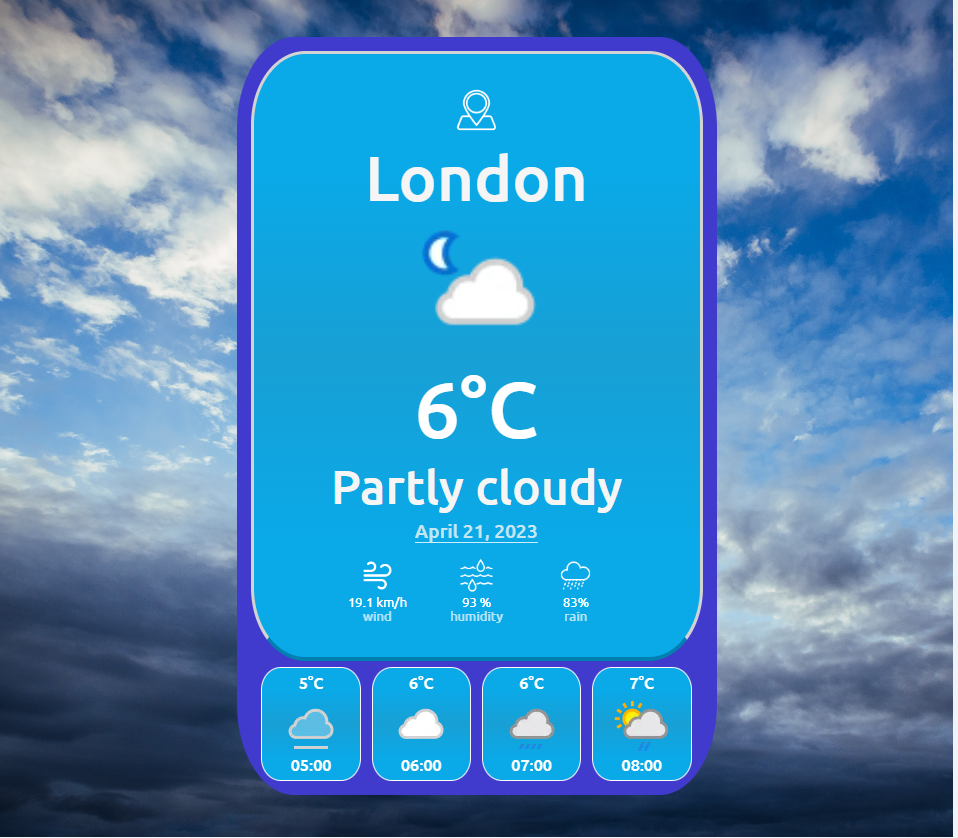 London
6°C
Partly cloudy
April 21, 2023
19.1 km/h 93 % 83%
wind humidity rain
5°C 6°C 6°C 7°C
05:00 06:00 07:00 08:00